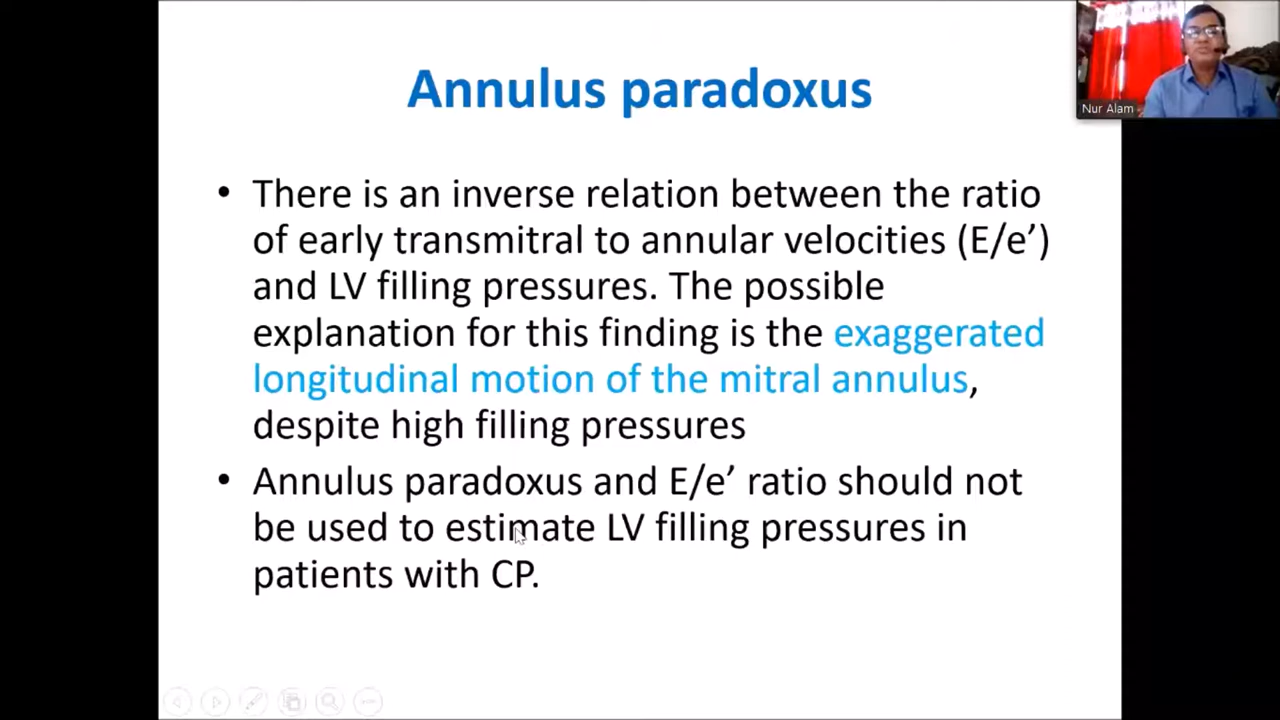 Annulus paradoxus
Nur Alam
• There is an inverse relation between the ratio
of early transmitral to annular velocities (E/e’)
and LV filling pressures. The possible
explanation for this finding is the exaggerated
longitudinal motion of the mitral annulus,
despite high filling pressures
• Annulus paradoxus and E/e’ ratio should not
be used to estimate LV filling pressures in
patients with CP.